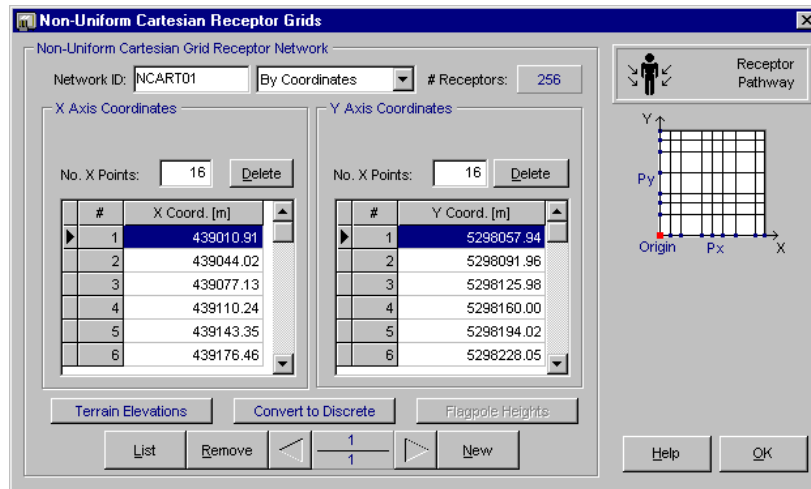 Non-Uniform Cartesian Receptor Grids
Non-Uniform Cartesian Grid Receptor Network
Network ID: NCART01 By Coordinates # Receptors: 256
X Axis Coordinates
No. X Points: 16 Delete
# X Coord. [m]
1 439010.91
2 439044.02
3 439077.13
4 439110.24
5 439143.35
6 439176.46
Y Axis Coordinates
No. X Points: 16 Delete
# Y Coord. [m]
1 5298057.94
2 5298091.96
3 5298125.98
4 5298160.00
5 5298194.02
6 5298228.05
Terrain Elevations Convert to Discrete Flagpole Heights
List Remove 1 New
1
Receptor
Pathway
Y
Py
Origin Px X
Help OK